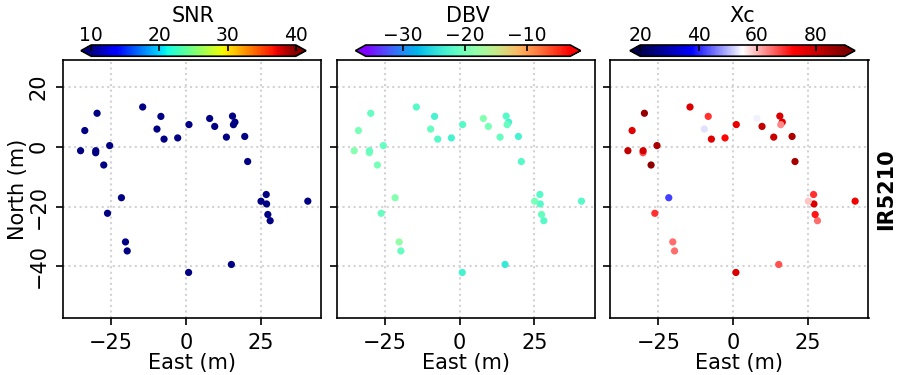 SNR DBV Xc
10 20 30 40 −30 −20 −10 20 40 60 80
20
0
−20
−40
North (m)
IR5210
−25 0 25 −25 0 25 −25 0 25
East (m) East (m) East (m)